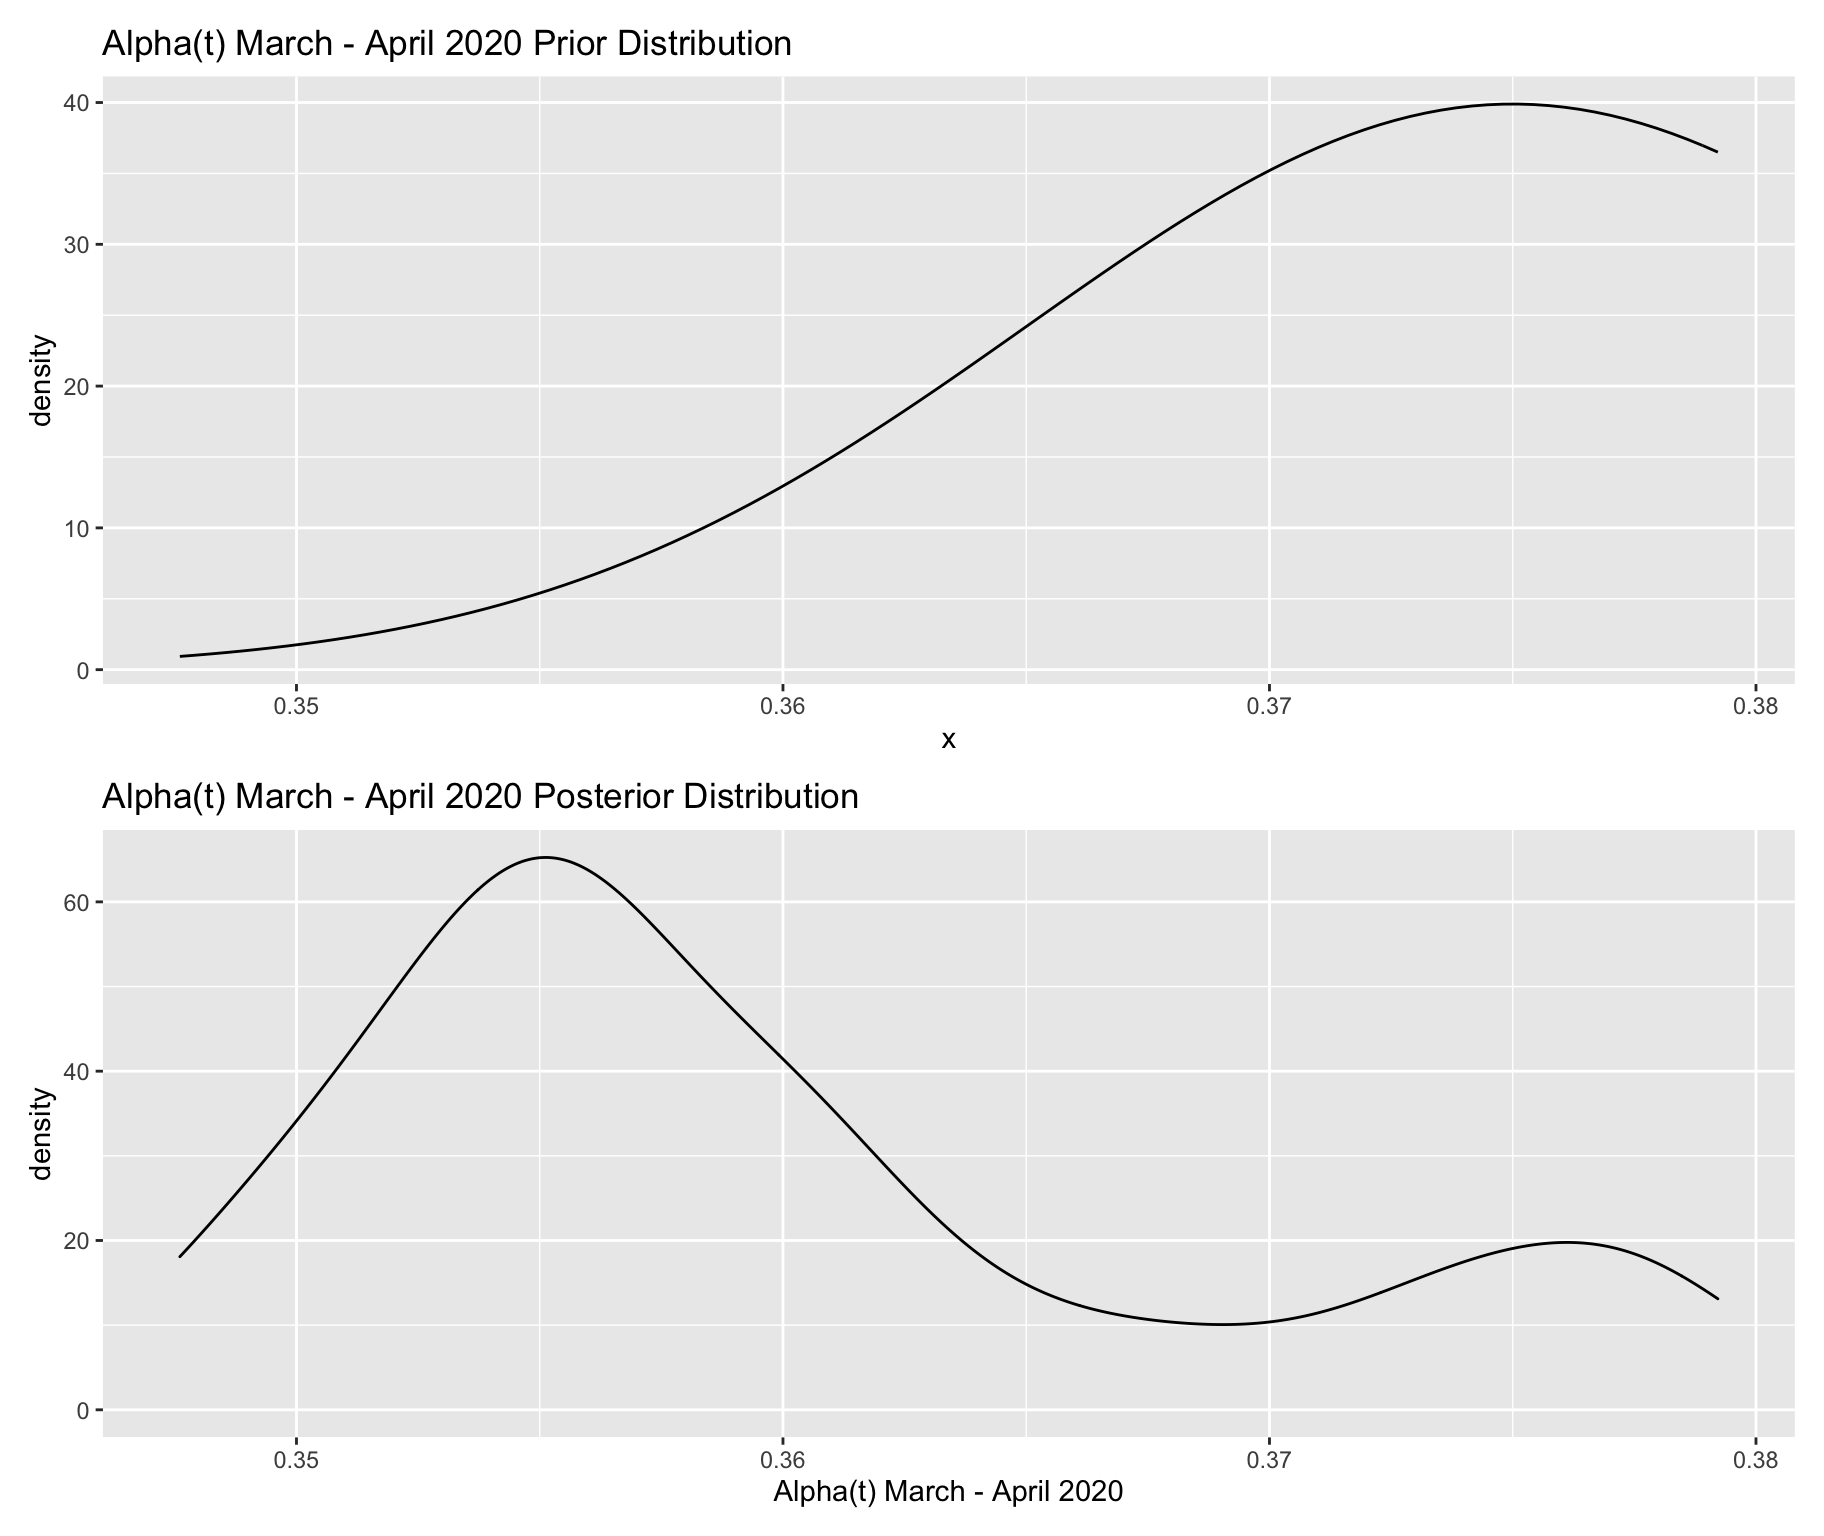 Alpha(t) March - April 2020 Prior Distribution
40
30
20
10
0
density
0.35 0.36 0.37 0.38
x
Alpha(t) March - April 2020 Posterior Distribution
60
40
20
0
density
0.35 0.36 0.37 0.38
Alpha(t) March - April 2020